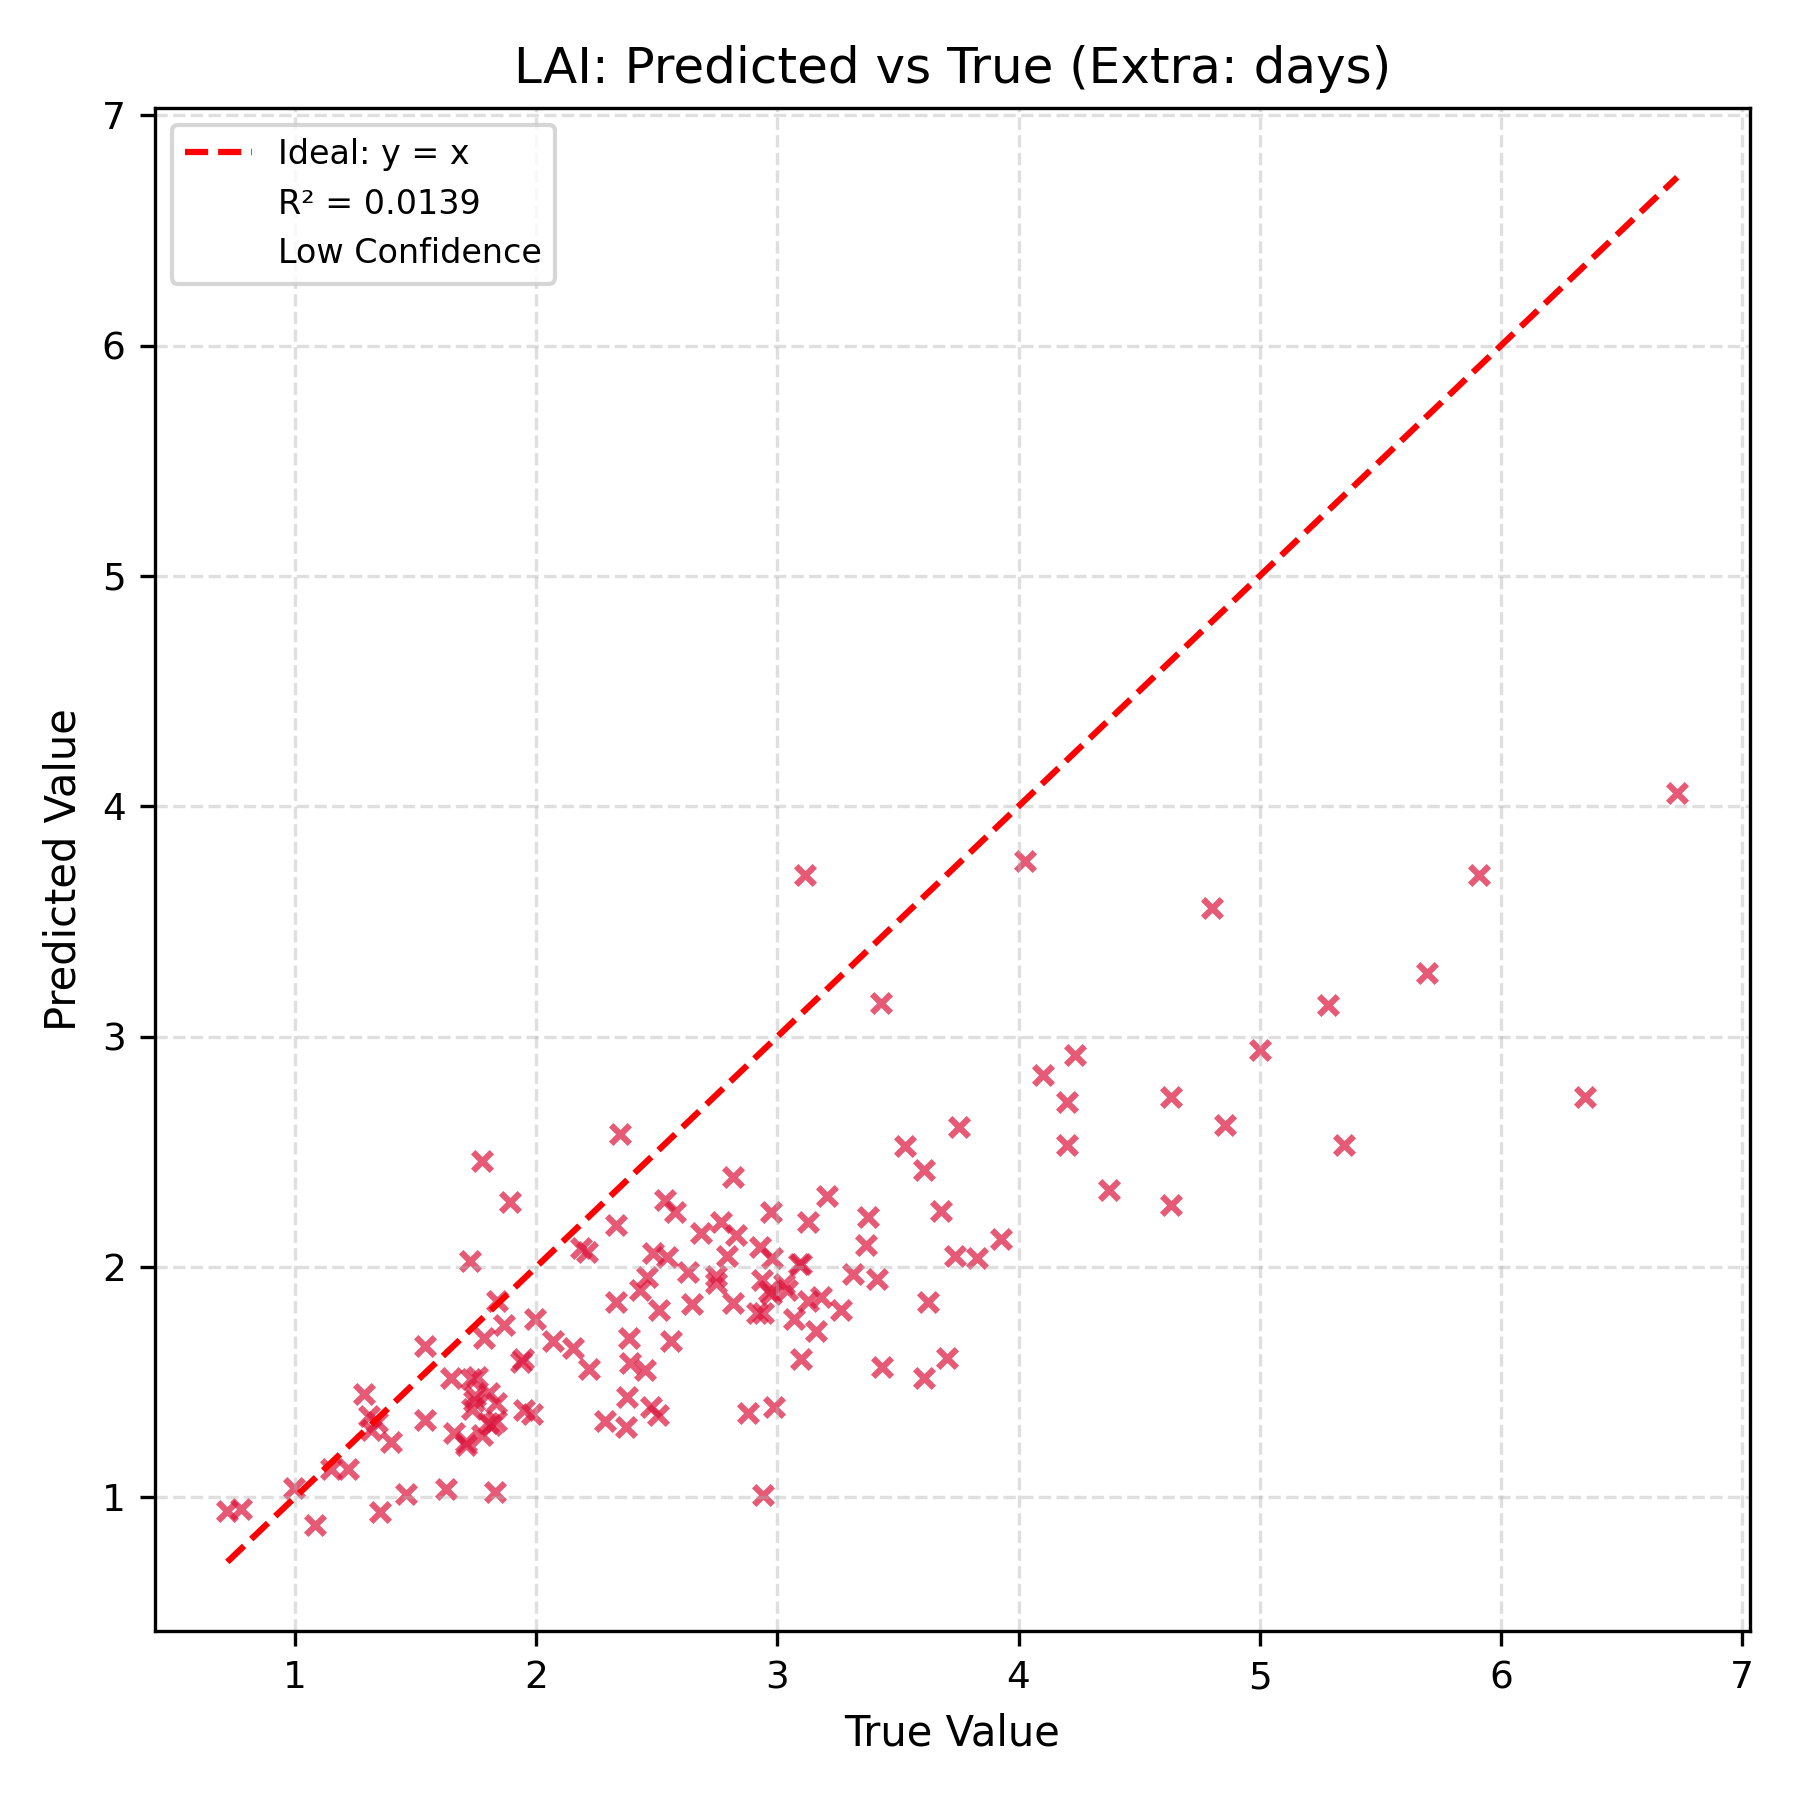 LAI: Predicted vs True (Extra: days)
Ideal: y = x
R² = 0.0139
Low Confidence
Predicted Value
7
6
5
4
3
2
1
1 2 3 4 5 6 7
True Value